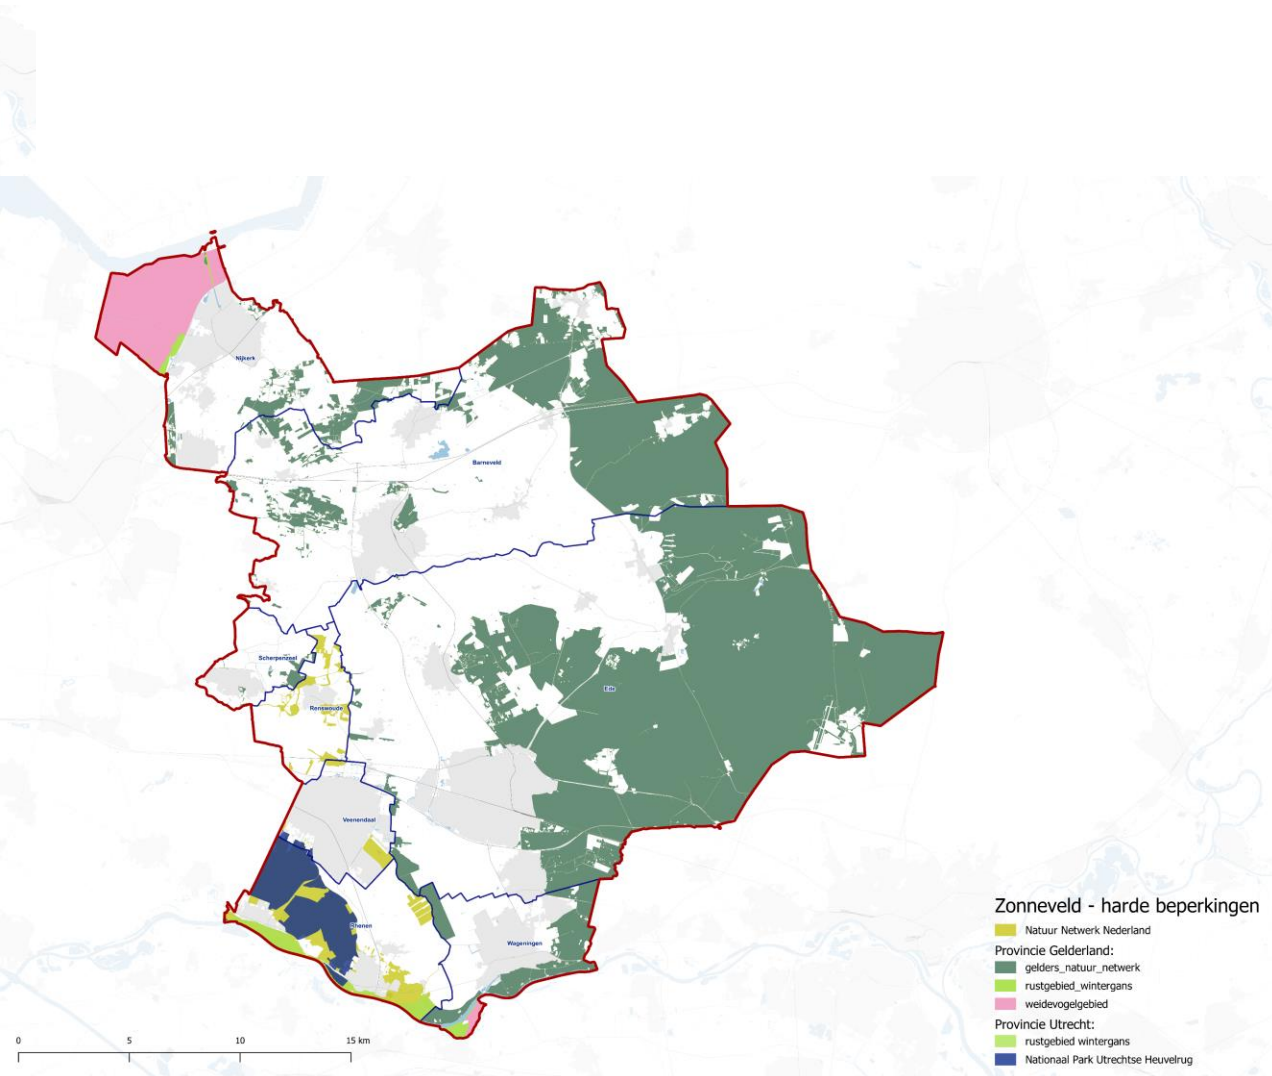 Nijkerk
Barneveld
Scherpenzeel
Ede
Renswoude
Veenendaal
Rhenen
Wageningen
Zonneveld - harde beperkingen
Natuur Netwerk Nederland
Provincie Gelderland:
gelders_natuur_netwerk
rustgebied_wintergans
weidevogelgebied
Provincie Utrecht:
rustgebied wintergans
Nationaal Park Utrechtse Heuvelrug
0 5 10 15 km